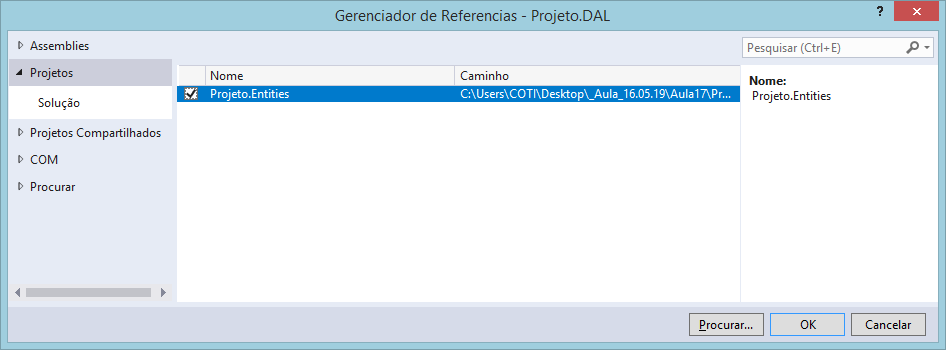 Gerenciador de Referencias - Projeto.DAL
?
Assemblies
Projetos
Solução
Projetos Compartilhados
COM
Procurar
Nome Caminho
Projeto.Entities C:\Users\COTI\Desktop\_Aula_16.05.19\Aula17\Pr...
Pesquisar (Ctrl+E)
Nome:
Projeto.Entities
Procurar... OK Cancelar